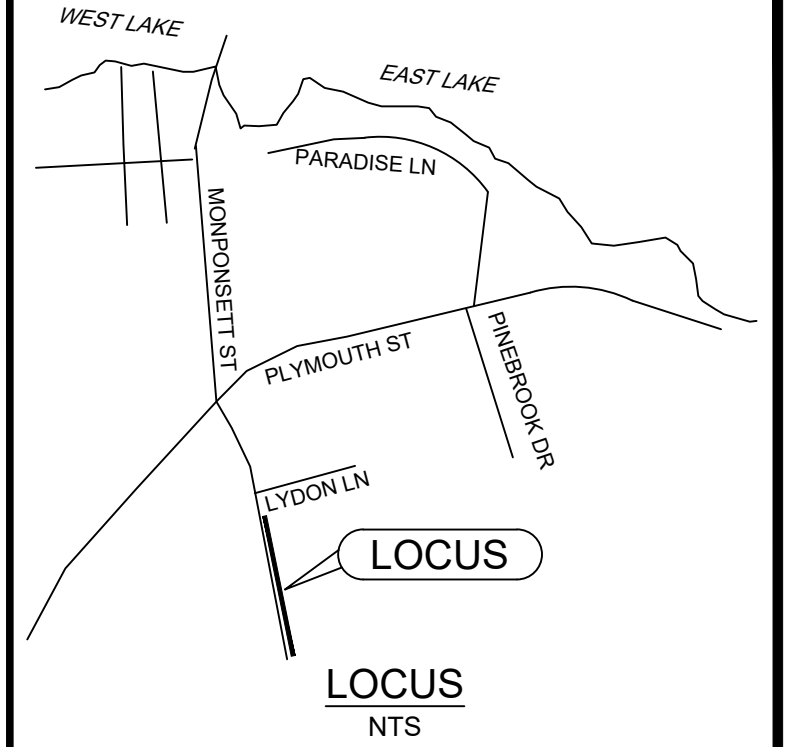 WEST LAKE
EAST LAKE
PARADISE LN
MONPONSETT ST
PLYMOUTH ST
PINEBROOK DR
LYDON LN
LOCUS
LOCUS
NTS